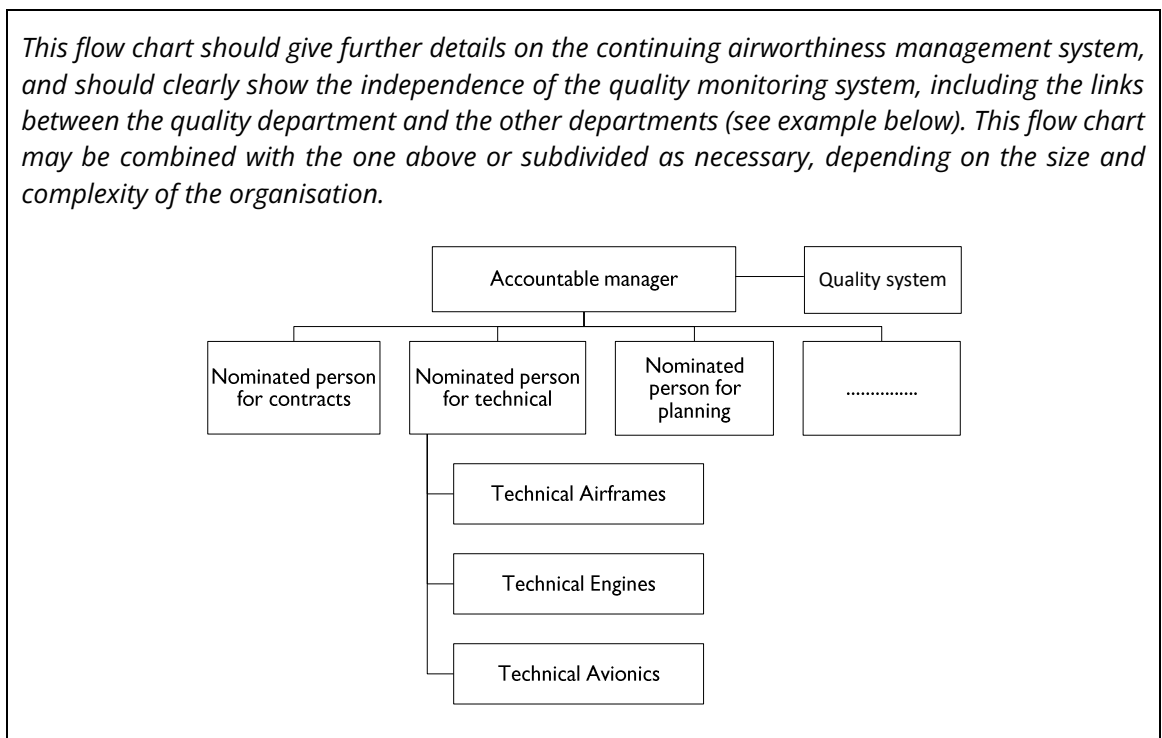 This flow chart should give further details on the continuing airworthiness management system,
and should clearly show the independence of the quality monitoring system, including the links
between the quality department and the other departments (see example below). This flow chart
may be combined with the one above or subdivided as necessary, depending on the size and
complexity of the organisation.
Accountable manager
Quality system
Nominated person
for contracts
Nominated person
for technical
Nominated
person for
planning
...............
Technical Airframes
Technical Engines
Technical Avionics